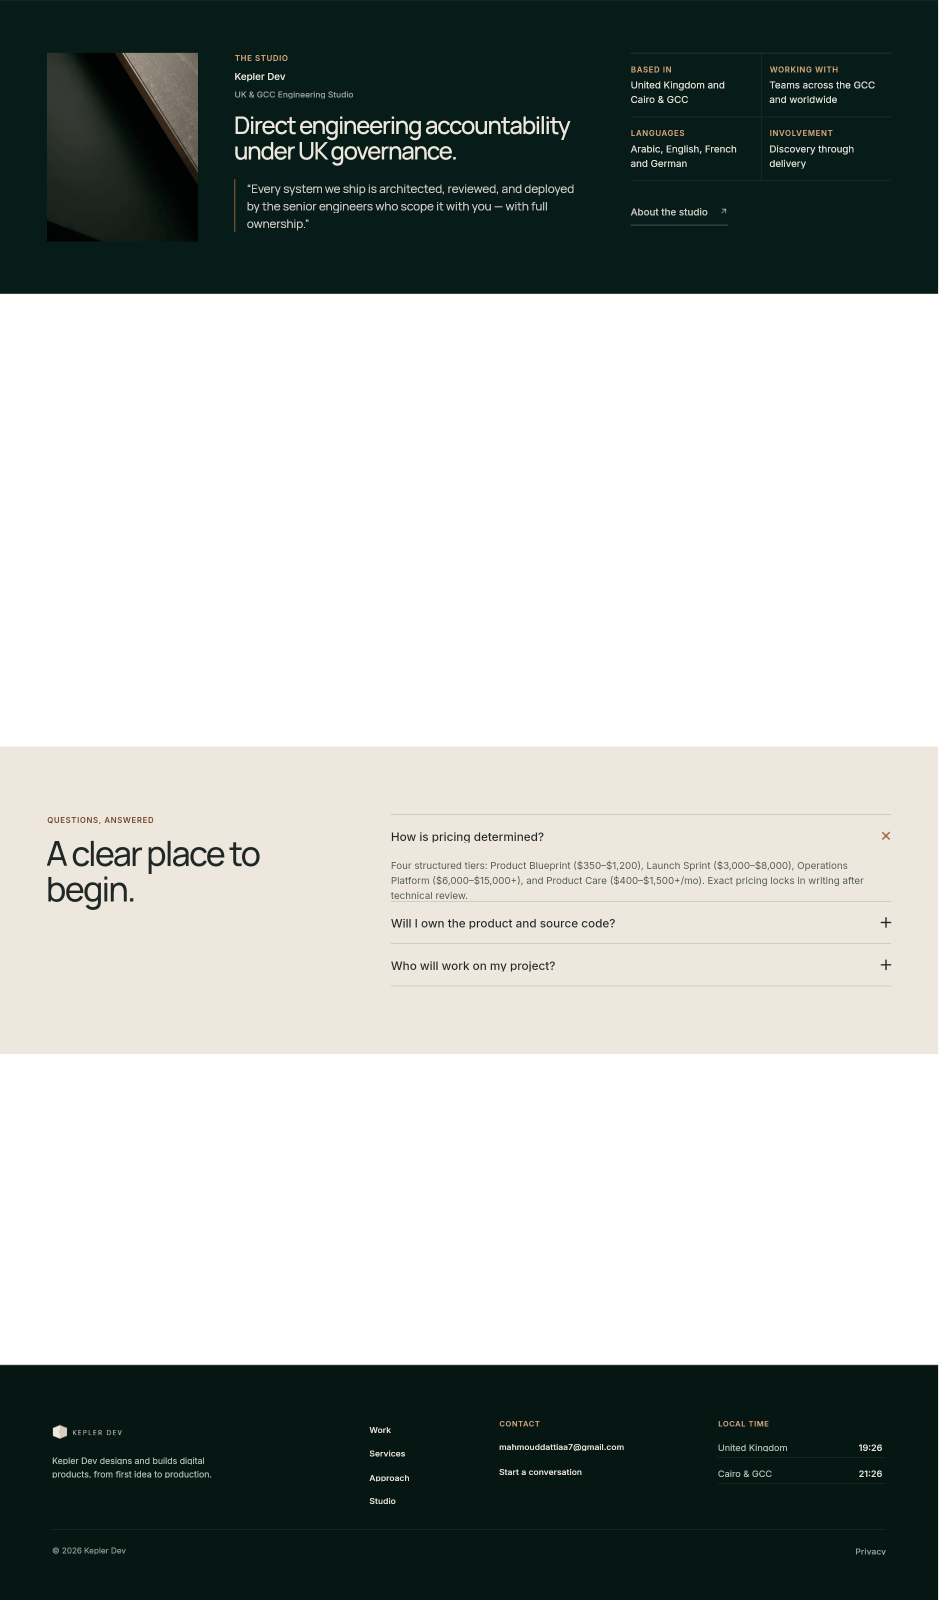 THE STUDIO
Kepler Dev
UK & GCC Engineering Studio
Direct engineering accountability
under UK governance.
“Every system we ship is architected, reviewed, and deployed
by the senior engineers who scope it with you — with full
ownership.”
BASED IN
United Kingdom and
Cairo & GCC
WORKING WITH
Teams across the GCC
and worldwide
LANGUAGES
Arabic, English, French
and German
INVOLVEMENT
Discovery through
delivery
About the studio
QUESTIONS, ANSWERED
A clear place to
begin.
How is pricing determined?
Four structured tiers: Product Blueprint ($350–$1,200), Launch Sprint ($3,000–$8,000), Operations
Platform ($6,000–$15,000+), and Product Care ($400–$1,500+/mo). Exact pricing locks in writing after
technical review.
Will I own the product and source code?
Who will work on my project?
KEPLER DEV
Kepler Dev designs and builds digital
products, from first idea to production.
Work
Services
Approach
Studio
CONTACT
mahmouddattiaa7@gmail.com
Start a conversation
LOCAL TIME
United Kingdom 19:26
Cairo & GCC 21:26
© 2026 Kepler Dev
Privacy